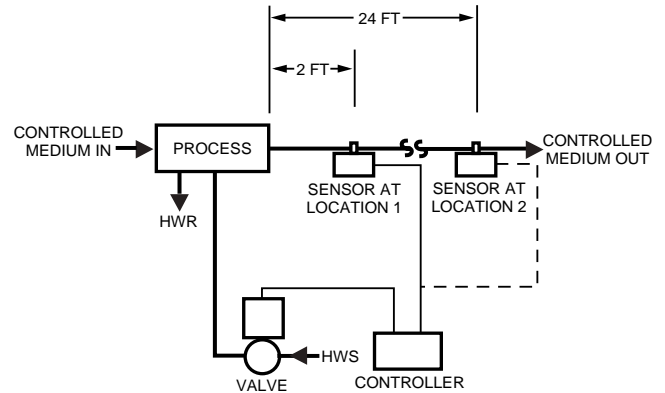 24 FT
2 FT
CONTROLLED
MEDIUM IN
PROCESS
CONTROLLED
MEDIUM OUT
SENSOR AT
LOCATION 1
SENSOR AT
LOCATION 2
HWR
HWS
VALVE
CONTROLLER